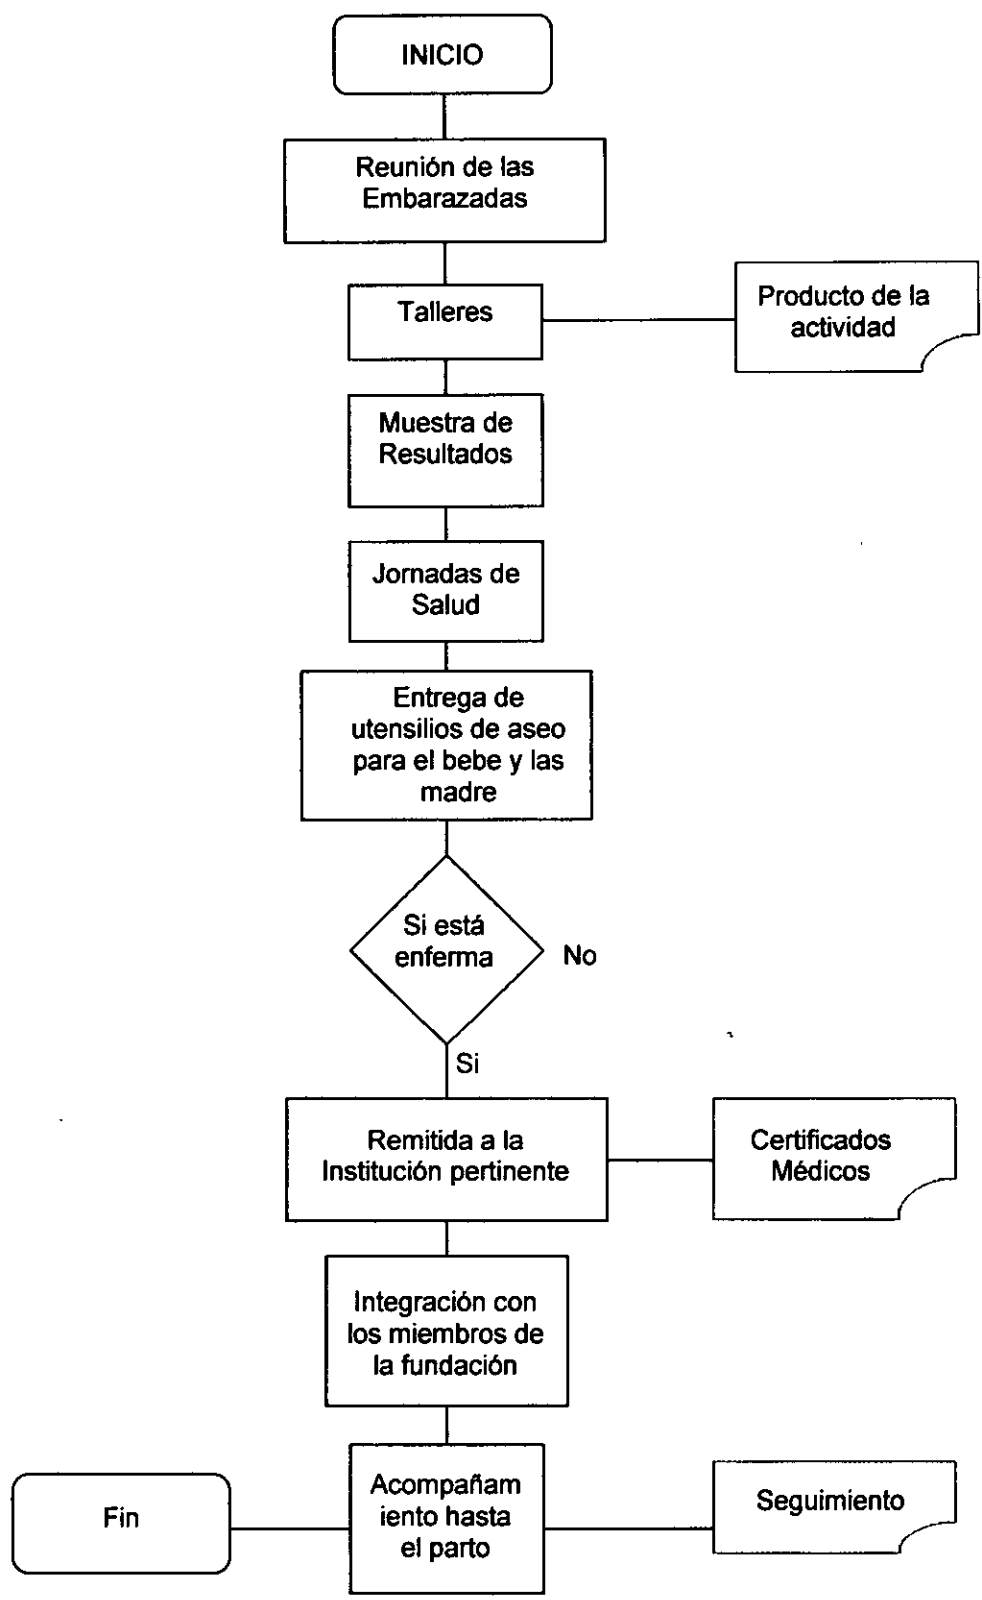 INICIO
Reunión de las
Embarazadas
Talleres
Producto de la
actividad
Muestra de
Resultados
Jornadas de
Salud
Entrega de
utensilios de aseo
para el bebe y las
madre
Si está
enferma
No
Si
Remitida a la
Institución pertinente
Certificados
Médicos
Integración con
los miembros de
la fundación
Acompañam
iento hasta
el parto
Seguimiento
Fin